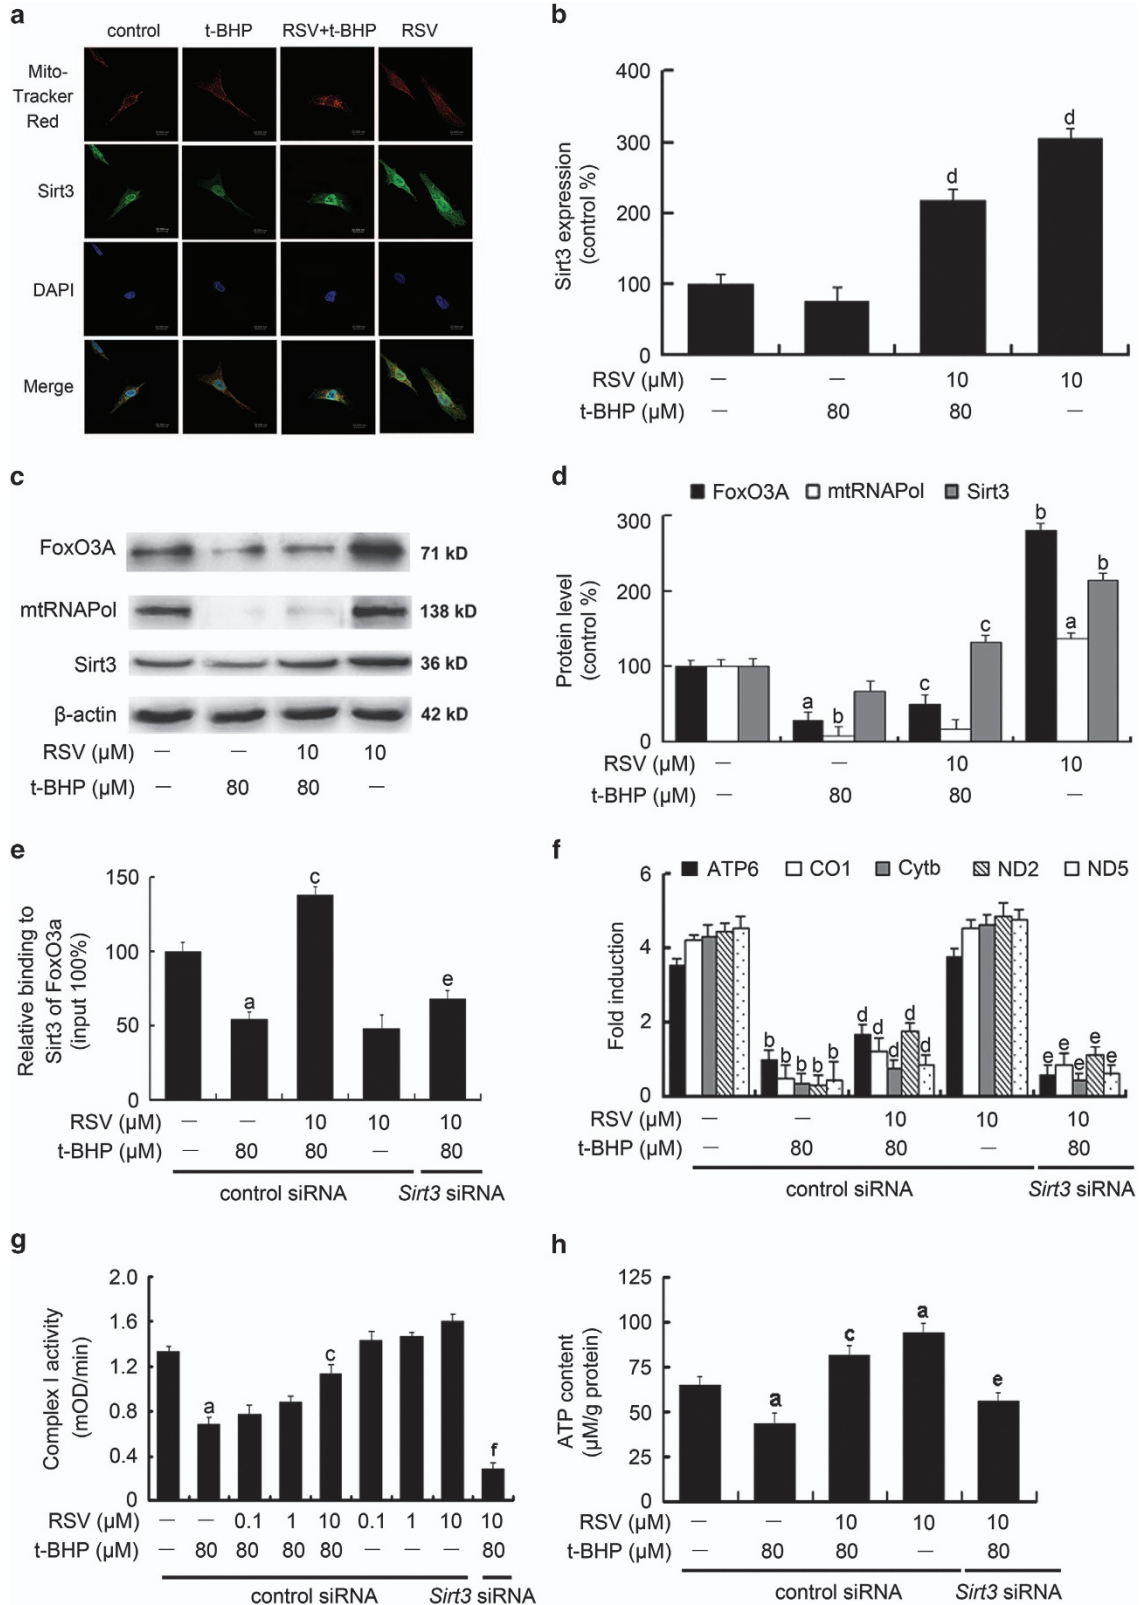 a
control t-BHP RSV+t-BHP RSV
Mito-
Tracker
Red
Sirt3
DAPI
Merge
b
Sirt3 expression
(control %)
400
300
200
100
0
d
d
RSV (µM) — — 10 10
t-BHP (µM) — 80 80 —
c
FoxO3A 71 kD
mtRNAPol 138 kD
Sirt3 36 kD
β-actin 42 kD
RSV (µM) — — 10 10
t-BHP (µM) — 80 80 —
d
FoxO3A mtRNAPol Sirt3
Protein level
(control %)
300
200
100
0
a b c c b a b
RSV (µM) — — 10 10
t-BHP (µM) — 80 80 —
e
Relative binding to
Sirt3 of FoxO3a
(input 100%)
150
100
50
0
a c e
RSV (µM) — — 10 10 10
t-BHP (µM) — 80 80 — 80
control siRNA Sirt3 siRNA
f
ATP6 CO1 Cytb ND2 ND5
Fold induction
6
4
2
0
b b b b b d d d d d e e e e e
RSV (µM) — — 10 10 10
t-BHP (µM) — 80 80 — 80
control siRNA Sirt3 siRNA
g
Complex I activity
(mOD/min)
2.0
1.6
1.2
0.8
0.4
0
a c f
RSV (µM) — — 0.1 1 10 0.1 1 10 10
t-BHP (µM) — 80 80 80 80 — — — 80
control siRNA Sirt3 siRNA
h
ATP content
(µM/g protein)
125
100
75
50
25
0
a c a e
RSV (µM) — — 10 10 10
t-BHP (µM) — 80 80 — 80
control siRNA Sirt3 siRNA